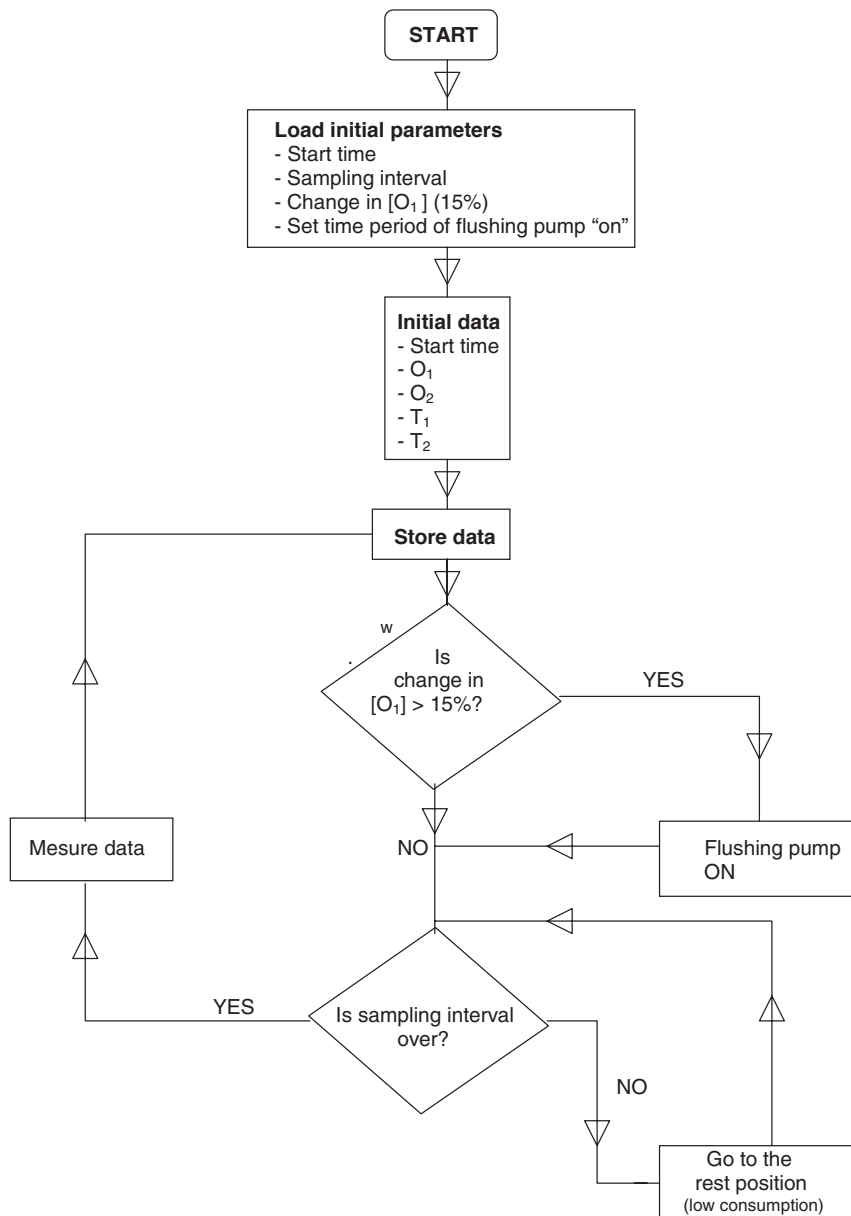 START
Load initial parameters
- Start time
- Sampling interval
- Change in [O₁ ] (15%)
- Set time period of flushing pump “on”
Initial data
- Start time
- O₁
- O₂
- T₁
- T₂
Store data
w
.
Is
change in
[O₁] > 15%?
YES
Mesure data
NO
Flushing pump
ON
YES
Is sampling interval
over?
NO
Go to the
rest position
(low consumption)